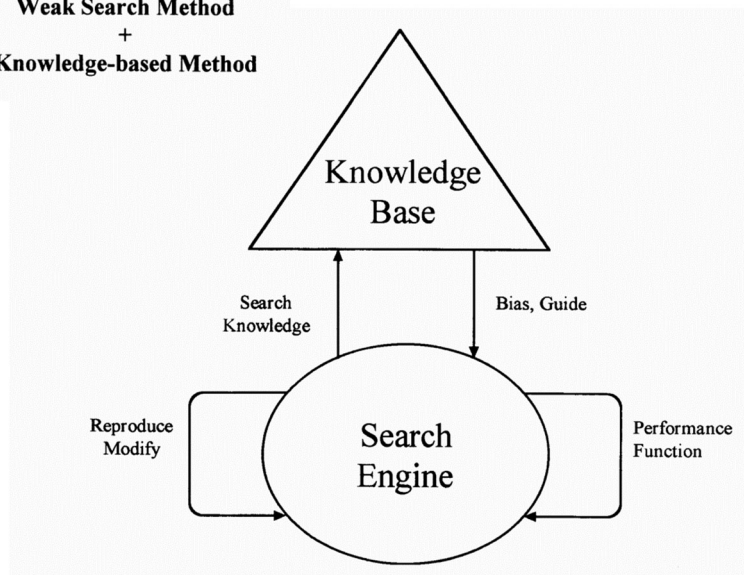 Weak Search Method
+
Knowledge-based Method
Knowledge
Base
Search
Knowledge
Bias, Guide
Reproduce
Modify
Search
Engine
Performance
Function